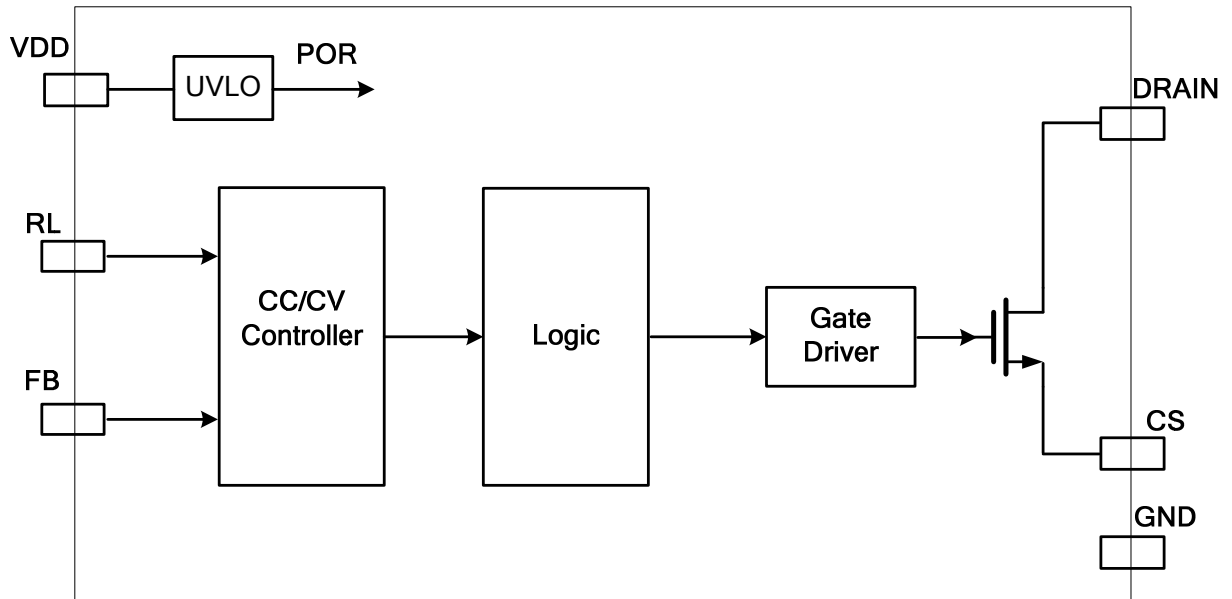 VDD
UVLO
POR
DRAIN
RL
CC/CV
Controller
Logic
Gate
Driver
FB
CS
GND